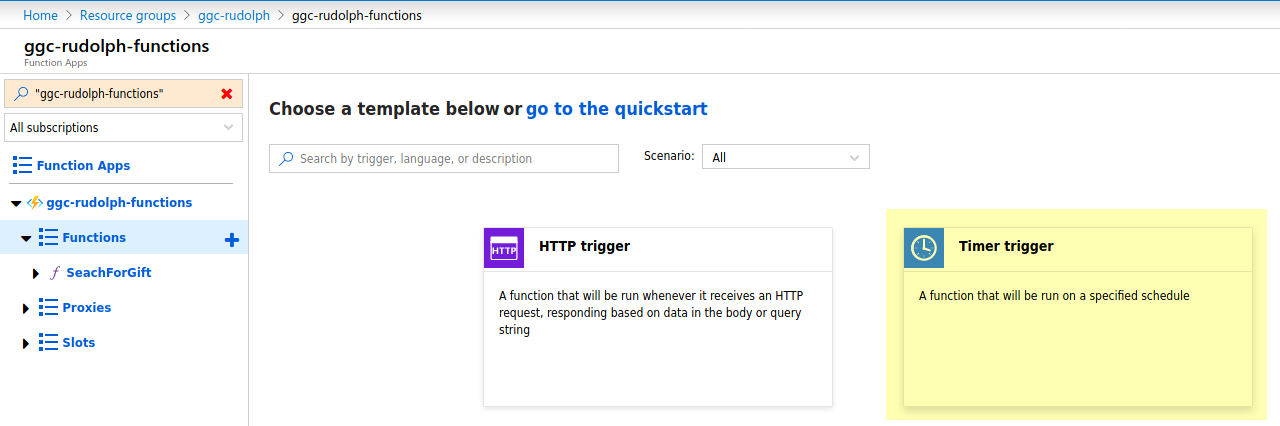 Home > Resource groups > ggc-rudolph > ggc-rudolph-functions
ggc-rudolph-functions
Function Apps
"ggc-rudolph-functions"
All subscriptions
Function Apps
ggc-rudolph-functions
Functions
SeachForGift
Proxies
Slots
Choose a template below or go to the quickstart
Search by trigger, language, or description
Scenario: All
HTTP
HTTP trigger
A function that will be run whenever it receives an HTTP
request, responding based on data in the body or query
string
Timer trigger
A function that will be run on a specified schedule